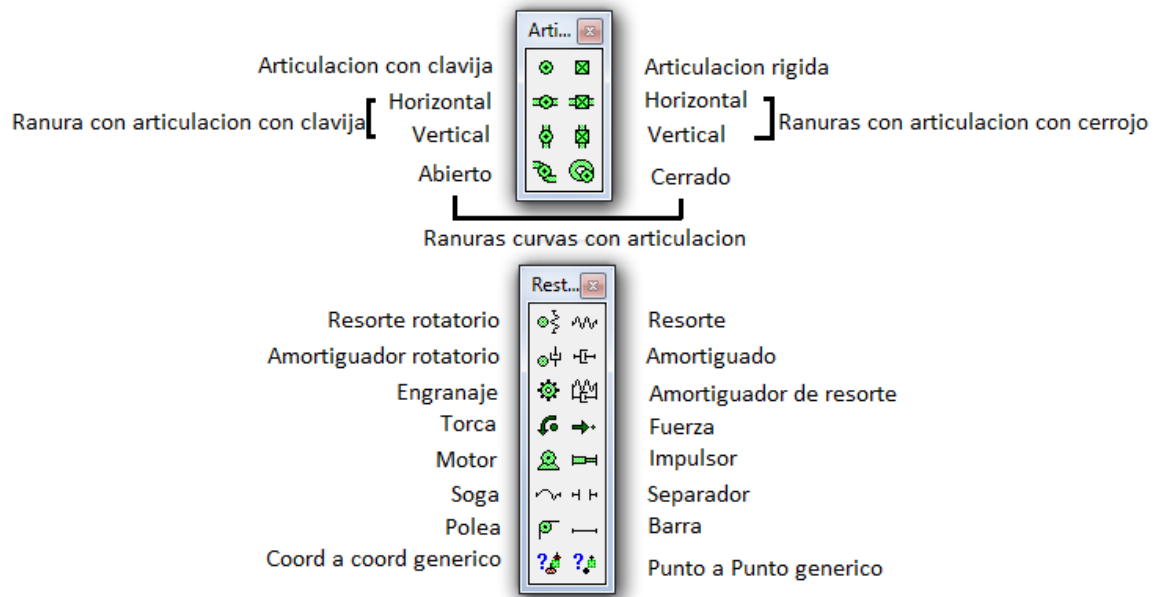 Arti...
Articulacion con clavija
Articulacion rigida
Ranura con articulacion con clavija
Horizontal
Horizontal
Vertical
Vertical
Ranuras con articulacion con cerrojo
Abierto
Cerrado
Ranuras curvas con articulacion
Rest...
Resorte rotatorio
Resorte
Amortiguador rotatorio
Amortiguado
Engranaje
Amortiguador de resorte
Torca
Fuerza
Motor
Impulsor
Soga
Separador
Polea
Barra
Coord a coord generico
? ?
Punto a Punto generico